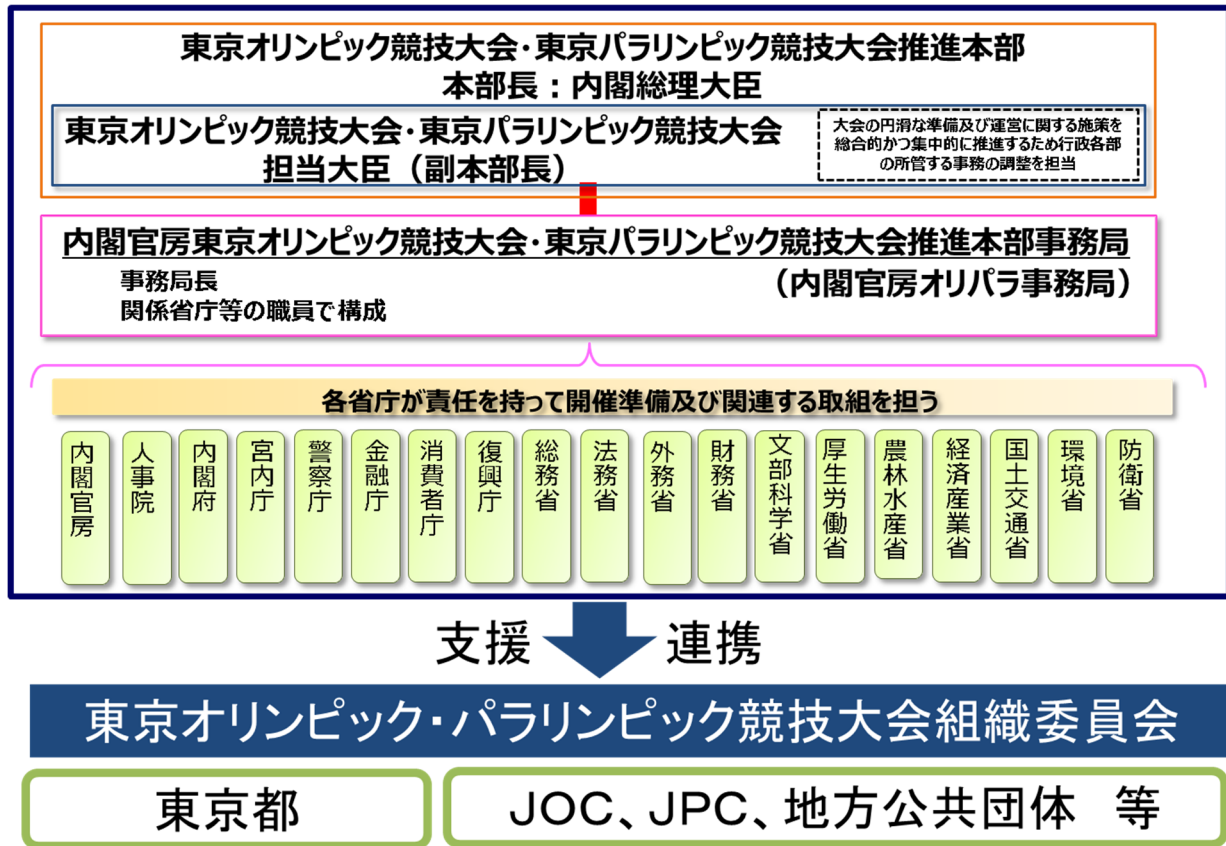 東京オリンピック競技大会・東京パラリンピック競技大会推進本部
本部長：内閣総理大臣
東京オリンピック競技大会・東京パラリンピック競技大会
担当大臣（副本部長）
大会の円滑な準備及び運営に関する施策を
総合的かつ集中的に推進するため行政各部
の所管する事務の調整を担当
内閣官房東京オリンピック競技大会・東京パラリンピック競技大会推進本部事務局
（内閣官房オリパラ事務局）
事務局長
関係省庁等の職員で構成
各省庁が責任を持って開催準備及び関連する取組を担う
内閣官房
人事院
内閣府
宮内庁
警察庁
金融庁
消費者庁
復興庁
総務省
法務省
外務省
財務省
文部科学省
厚生労働省
農林水産省
経済産業省
国土交通省
環境省
防衛省
支援 連携
東京オリンピック・パラリンピック競技大会組織委員会
東京都
JOC、JPC、地方公共団体　等